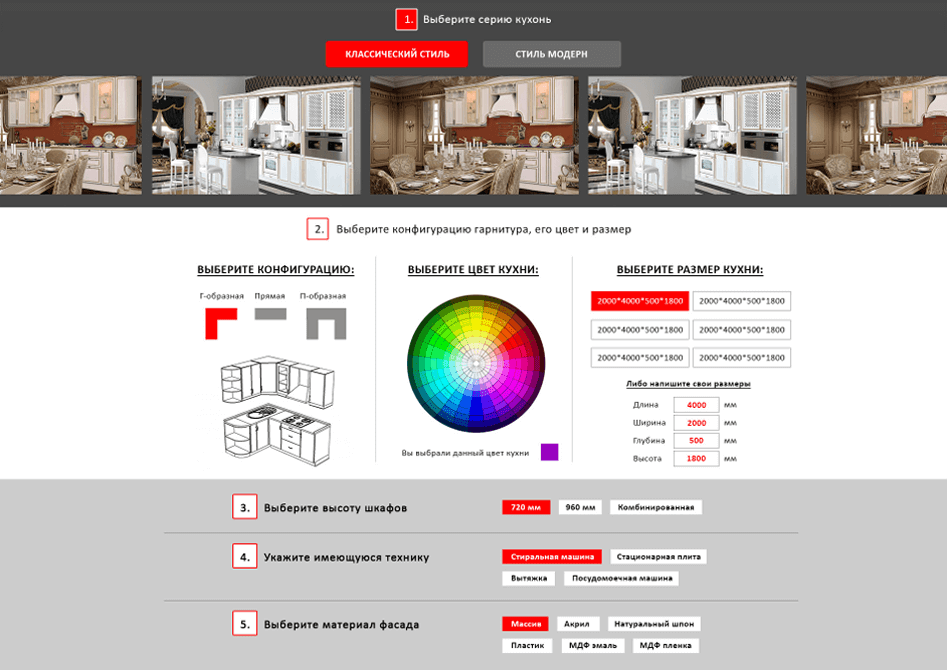 1. Выберите серию кухонь
КЛАССИЧЕСКИЙ СТИЛЬ СТИЛЬ МОДЕРН
2. Выберите конфигурацию гарнитура, его цвет и размер
ВЫБЕРИТЕ КОНФИГУРАЦИЮ:
Г-образная Прямая П-образная
ВЫБЕРИТЕ ЦВЕТ КУХНИ:
Вы выбрали данный цвет кухни
ВЫБЕРИТЕ РАЗМЕР КУХНИ:
2000*4000*500*1800 2000*4000*500*1800
2000*4000*500*1800 2000*4000*500*1800
2000*4000*500*1800 2000*4000*500*1800
Либо напишите свои размеры
Длина 4000 мм
Ширина 2000 мм
Глубина 500 мм
Высота 1800 мм
3. Выберите высоту шкафов
720 мм 960 мм Комбинированная
4. Укажите имеющуюся технику
Стиральная машина Стационарная плита
Вытяжка Посудомоечная машина
5. Выберите материал фасада
Массив Акрил Натуральный шпон
Пластик МДФ эмаль МДФ пленка